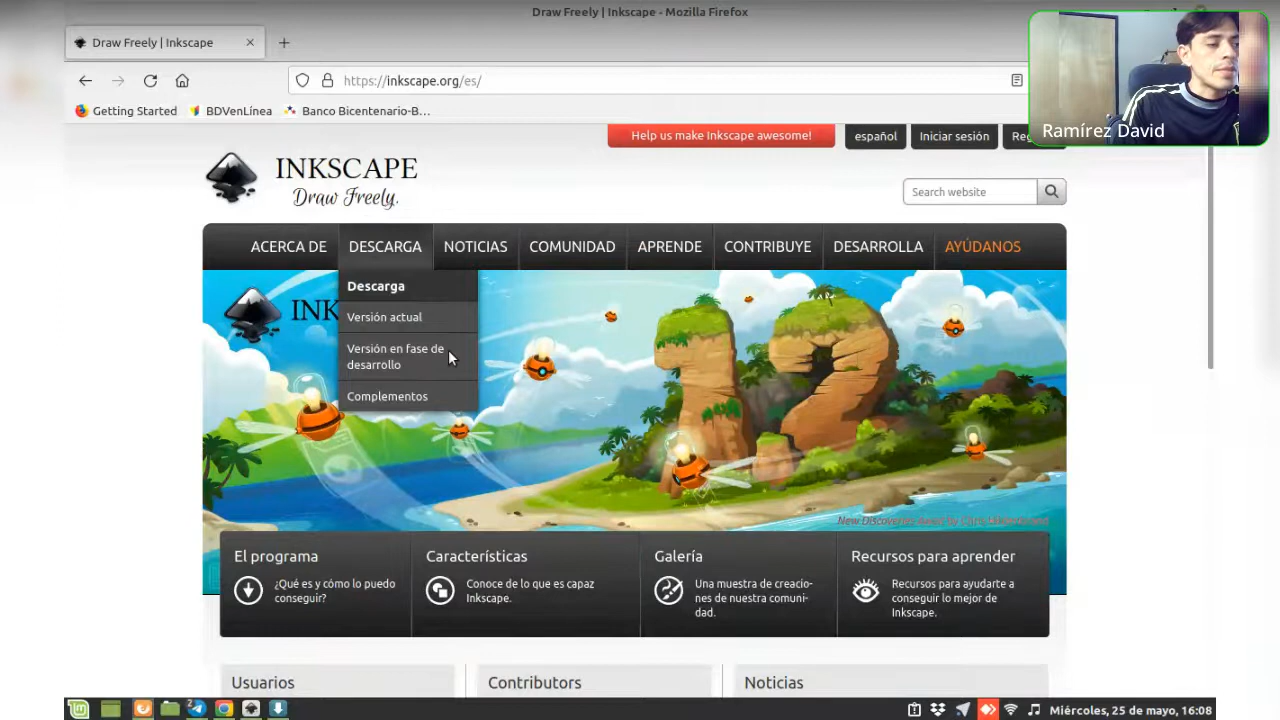 Draw Freely | Inkscape - Mozilla Firefox
Draw Freely | Inkscape
https://inkscape.org/es/
Getting Started
BDVenLínea
Banco Bicentenario-B...
Ramírez David
Help us make Inkscape awesome!
español
Iniciar sesión
INKSCAPE
Draw Freely.
Search website
ACERCA DE
DESCARGA
NOTICIAS
COMUNIDAD
APRENDE
CONTRIBUYE
DESARROLLA
AYÚDANOS
Descarga
Versión actual
Versión en fase de
desarrollo
Complementos
El programa
¿Qué es y cómo lo puedo
conseguir?
Características
Conoce de lo que es capaz
Inkscape.
Galería
Una muestra de creacio-
nes de nuestra comuni-
dad.
Recursos para aprender
Recursos para ayudarte a
conseguir lo mejor de
Inkscape.
Usuarios
Contributors
Noticias
2
Miércoles, 25 de mayo, 16:08